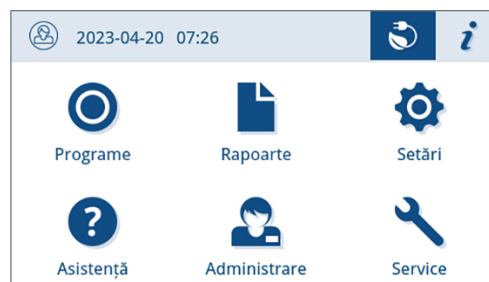 2023-04-20 07:26
i
Programe Rapoarte Setări
?
Asistență Administrare Service